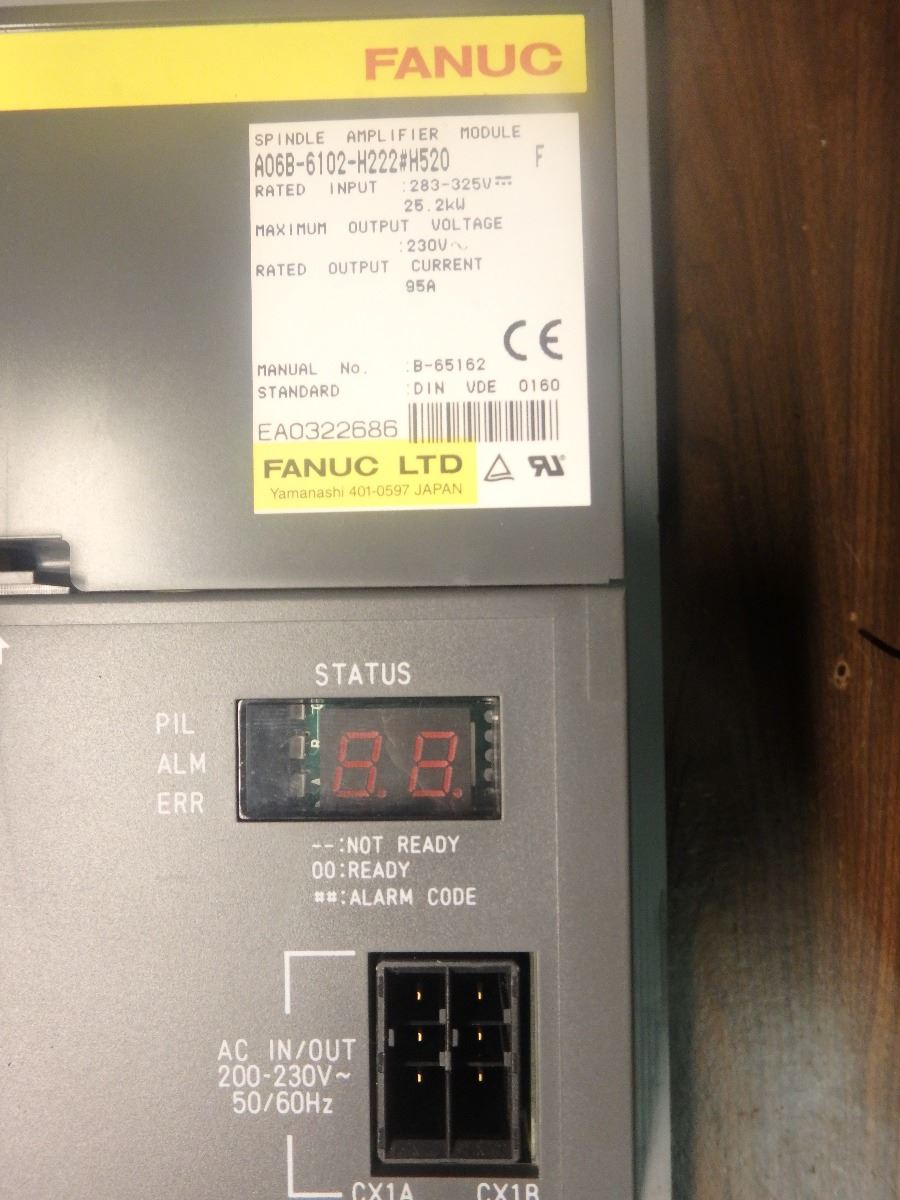 FANUC
SPINDLE AMPLIFIER MODULE
A06B-6102-H222#H520 F
RATED INPUT :283-325V⎓
25.2kW
MAXIMUM OUTPUT VOLTAGE
:230V~
RATED OUTPUT CURRENT
95A
CE
MANUAL No. :B-65162
STANDARD :DIN VDE 0160
EA0322686
FANUC LTD
Yamanashi 401-0597 JAPAN
STATUS
PIL
ALM
ERR
8.8.
--:NOT READY
00:READY
##:ALARM CODE
AC IN/OUT
200-230V~
50/60Hz
CX1A CX1B